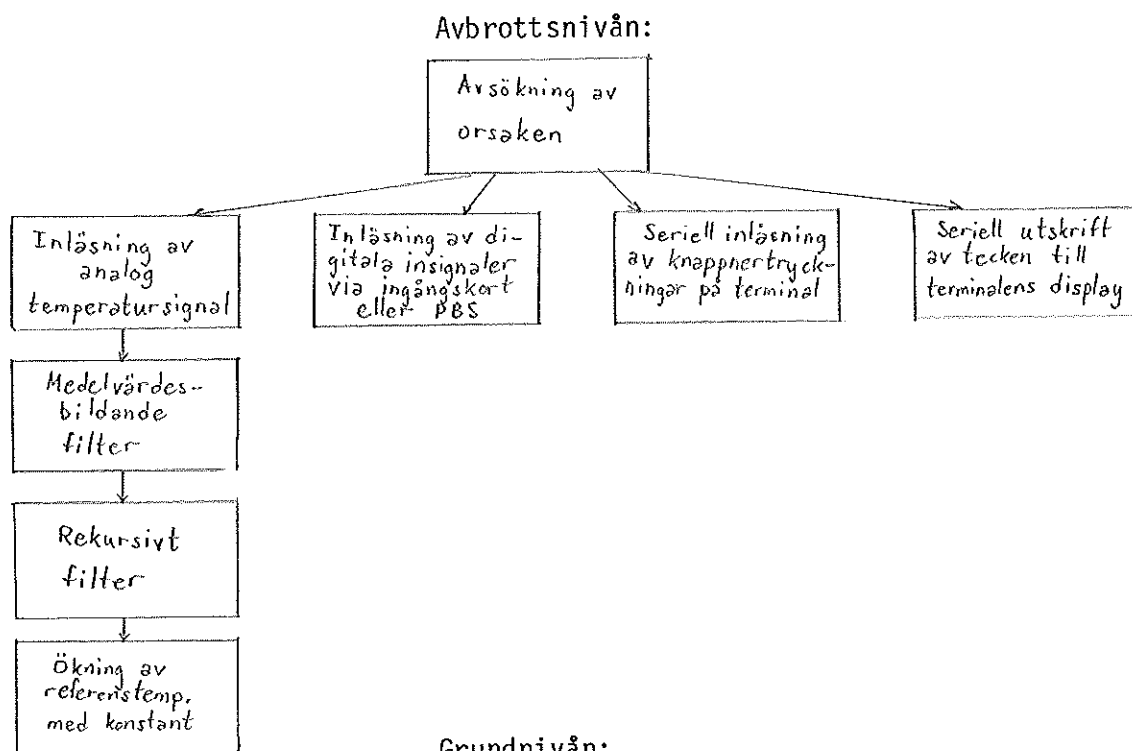 Avbrottsnivån:
Avsökning av
orsaken
Inläsning av
analog
temperatursignal
Inläsning av di-
gitala insignaler
via ingångskort
eller PBS
Seriell inläsning
av knappnertryck-
ningar på terminal
Seriell utskrift
av tecken till
terminalens display
Medelvärdes-
bildande
filter
Rekursivt
filter
Ökning av
referenstemp.
med konstant
Grundnivån: